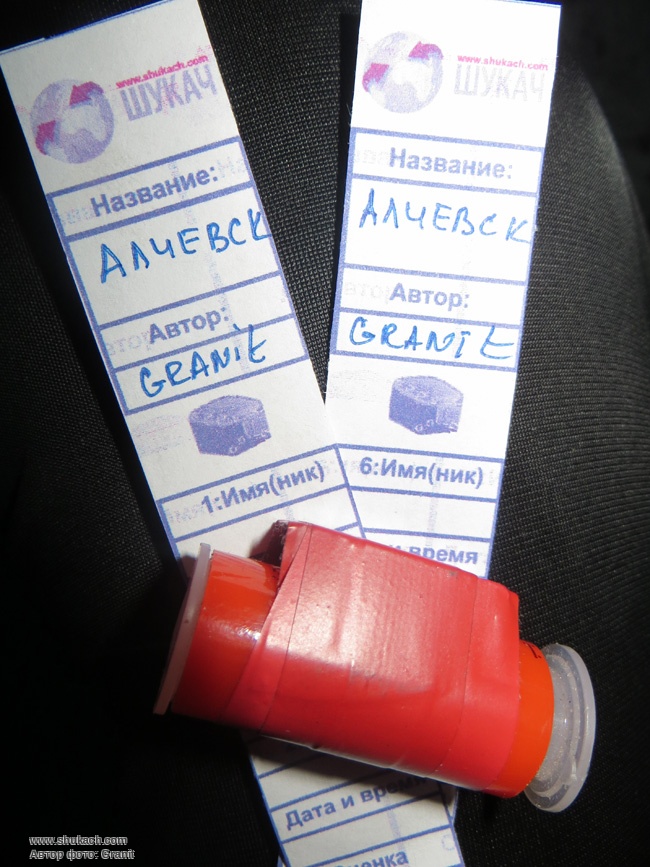 www.shukach.com
ШУКАЧ
Название:
АЛЧЕВСК
Автор:
GRANIT
1:Имя(ник)
Дата и время
www.shukach.com
ШУКАЧ
Название:
АЛЧЕВСК
Автор:
GRANIT
6:Имя(ник)
время
www.shukach.com
Автор фото: Granit